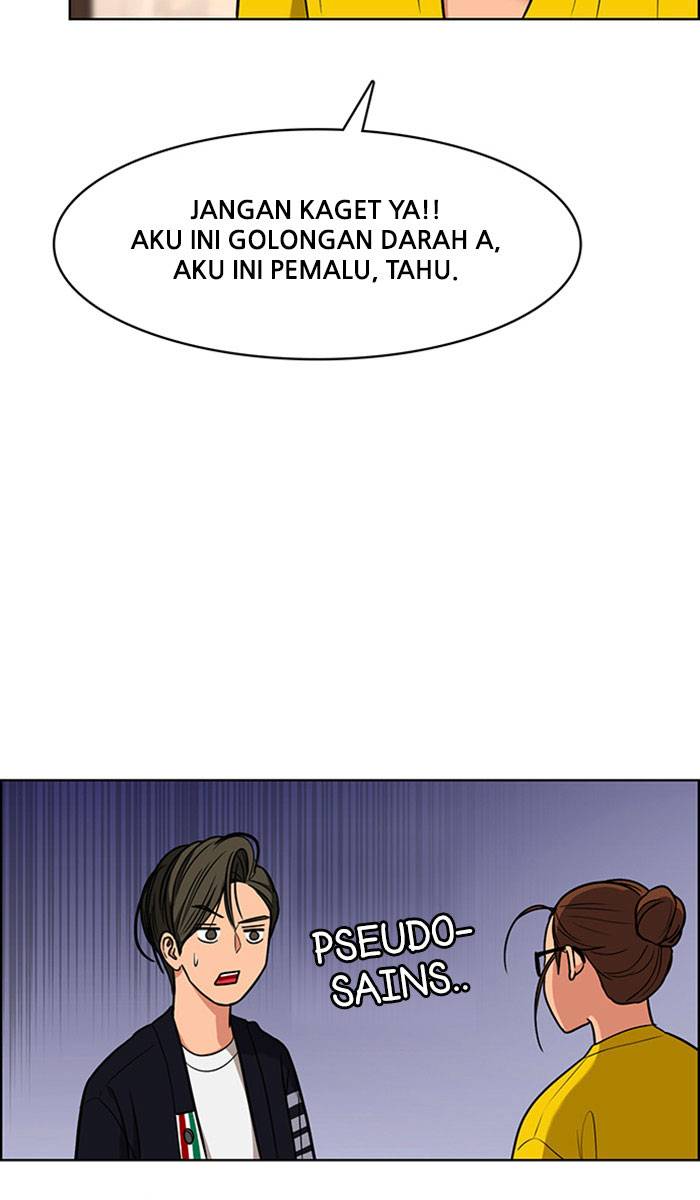 JANGAN KAGET YA!!
AKU INI GOLONGAN DARAH A,
AKU INI PEMALU, TAHU.
PSEUDO-
SAINS..